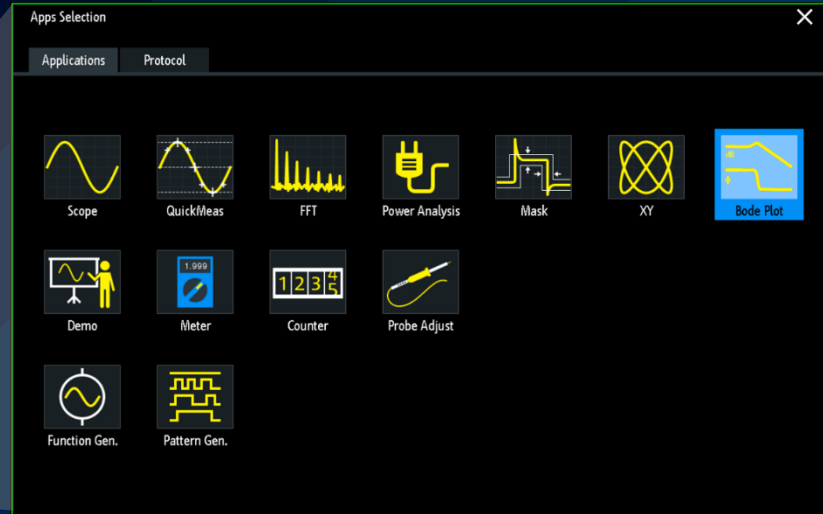 Apps Selection
Applications Protocol
Scope QuickMeas FFT Power Analysis Mask XY Bode Plot
1.999
1 2 3 4 5
Demo Meter Counter Probe Adjust
Function Gen. Pattern Gen.